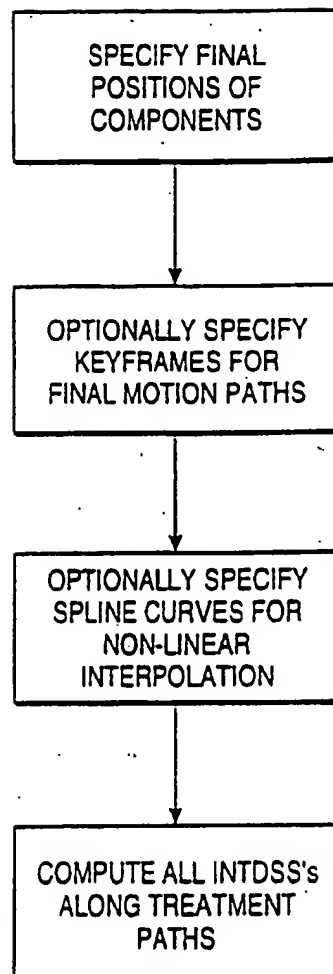 SPECIFY FINAL
POSITIONS OF
COMPONENTS
OPTIONALLY SPECIFY
KEYFRAMES FOR
FINAL MOTION PATHS
OPTIONALLY SPECIFY
SPLINE CURVES FOR
NON-LINEAR
INTERPOLATION
COMPUTE ALL INTDSS's
ALONG TREATMENT
PATHS